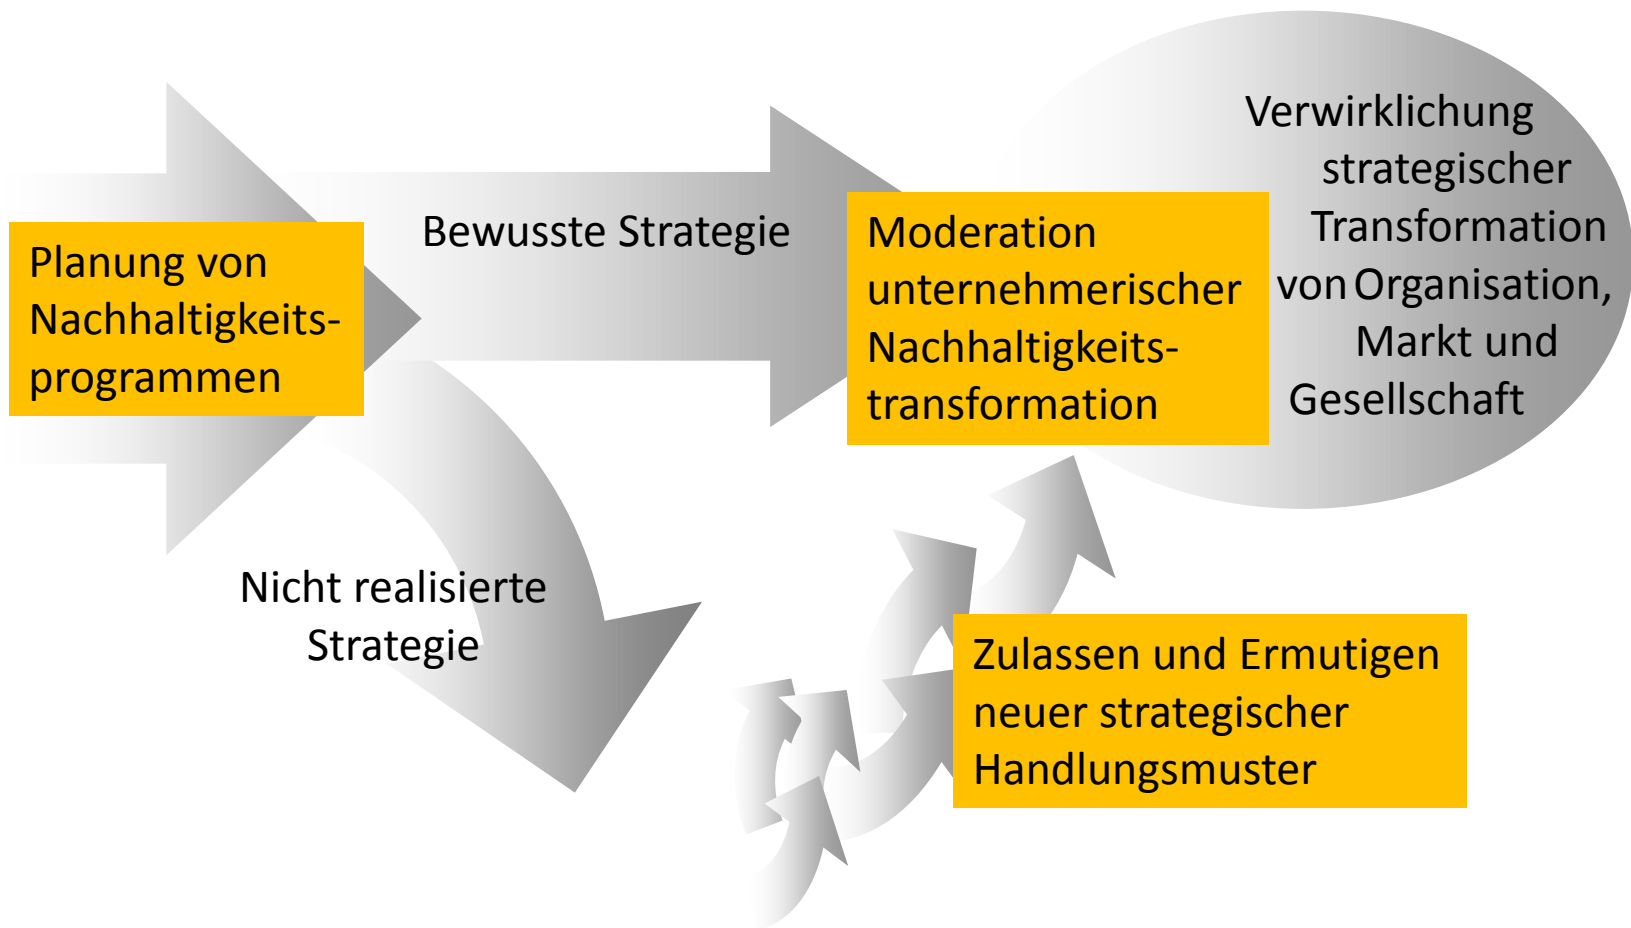 Planung von
Nachhaltigkeits-
programmen
Bewusste Strategie
Moderation
unternehmerischer
Nachhaltigkeits-
transformation
Verwirklichung
strategischer
Transformation
von Organisation,
Markt und
Gesellschaft
Nicht realisierte
Strategie
Zulassen und Ermutigen
neuer strategischer
Handlungsmuster